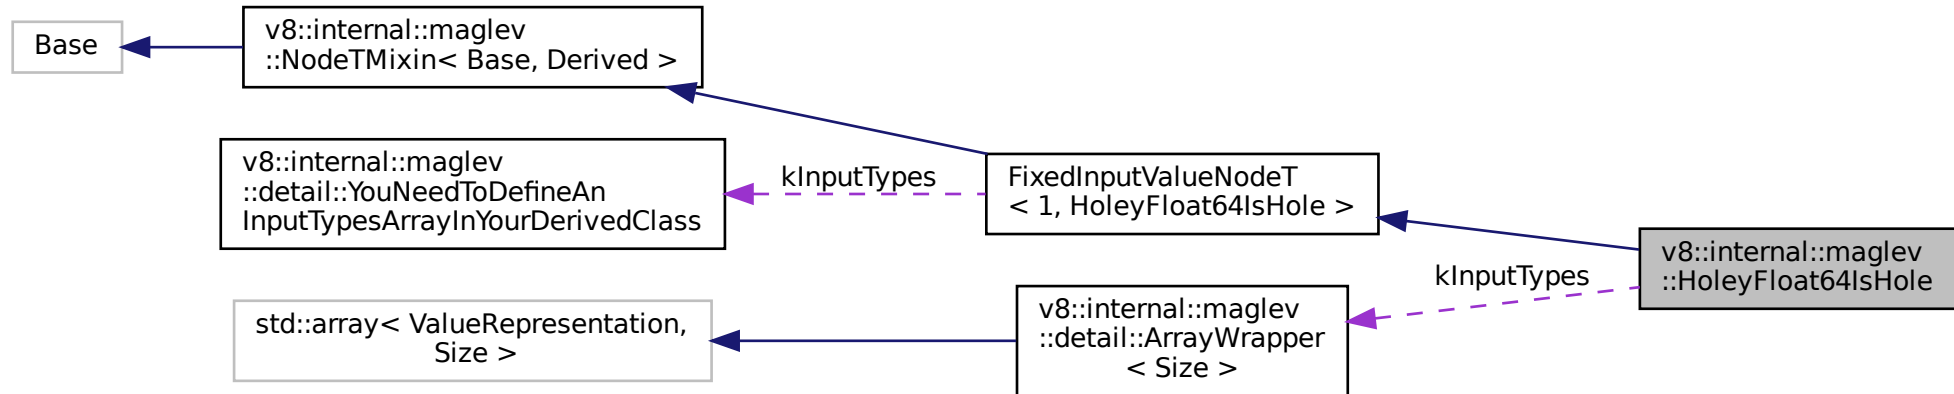 Base
v8::internal::maglev
::NodeTMixin< Base, Derived >
v8::internal::maglev
::detail::YouNeedToDefineAn
InputTypesArrayInYourDerivedClass
kInputTypes
FixedInputValueNodeT
< 1, HoleyFloat64IsHole >
std::array< ValueRepresentation,
Size >
v8::internal::maglev
::detail::ArrayWrapper
< Size >
kInputTypes
v8::internal::maglev
::HoleyFloat64IsHole